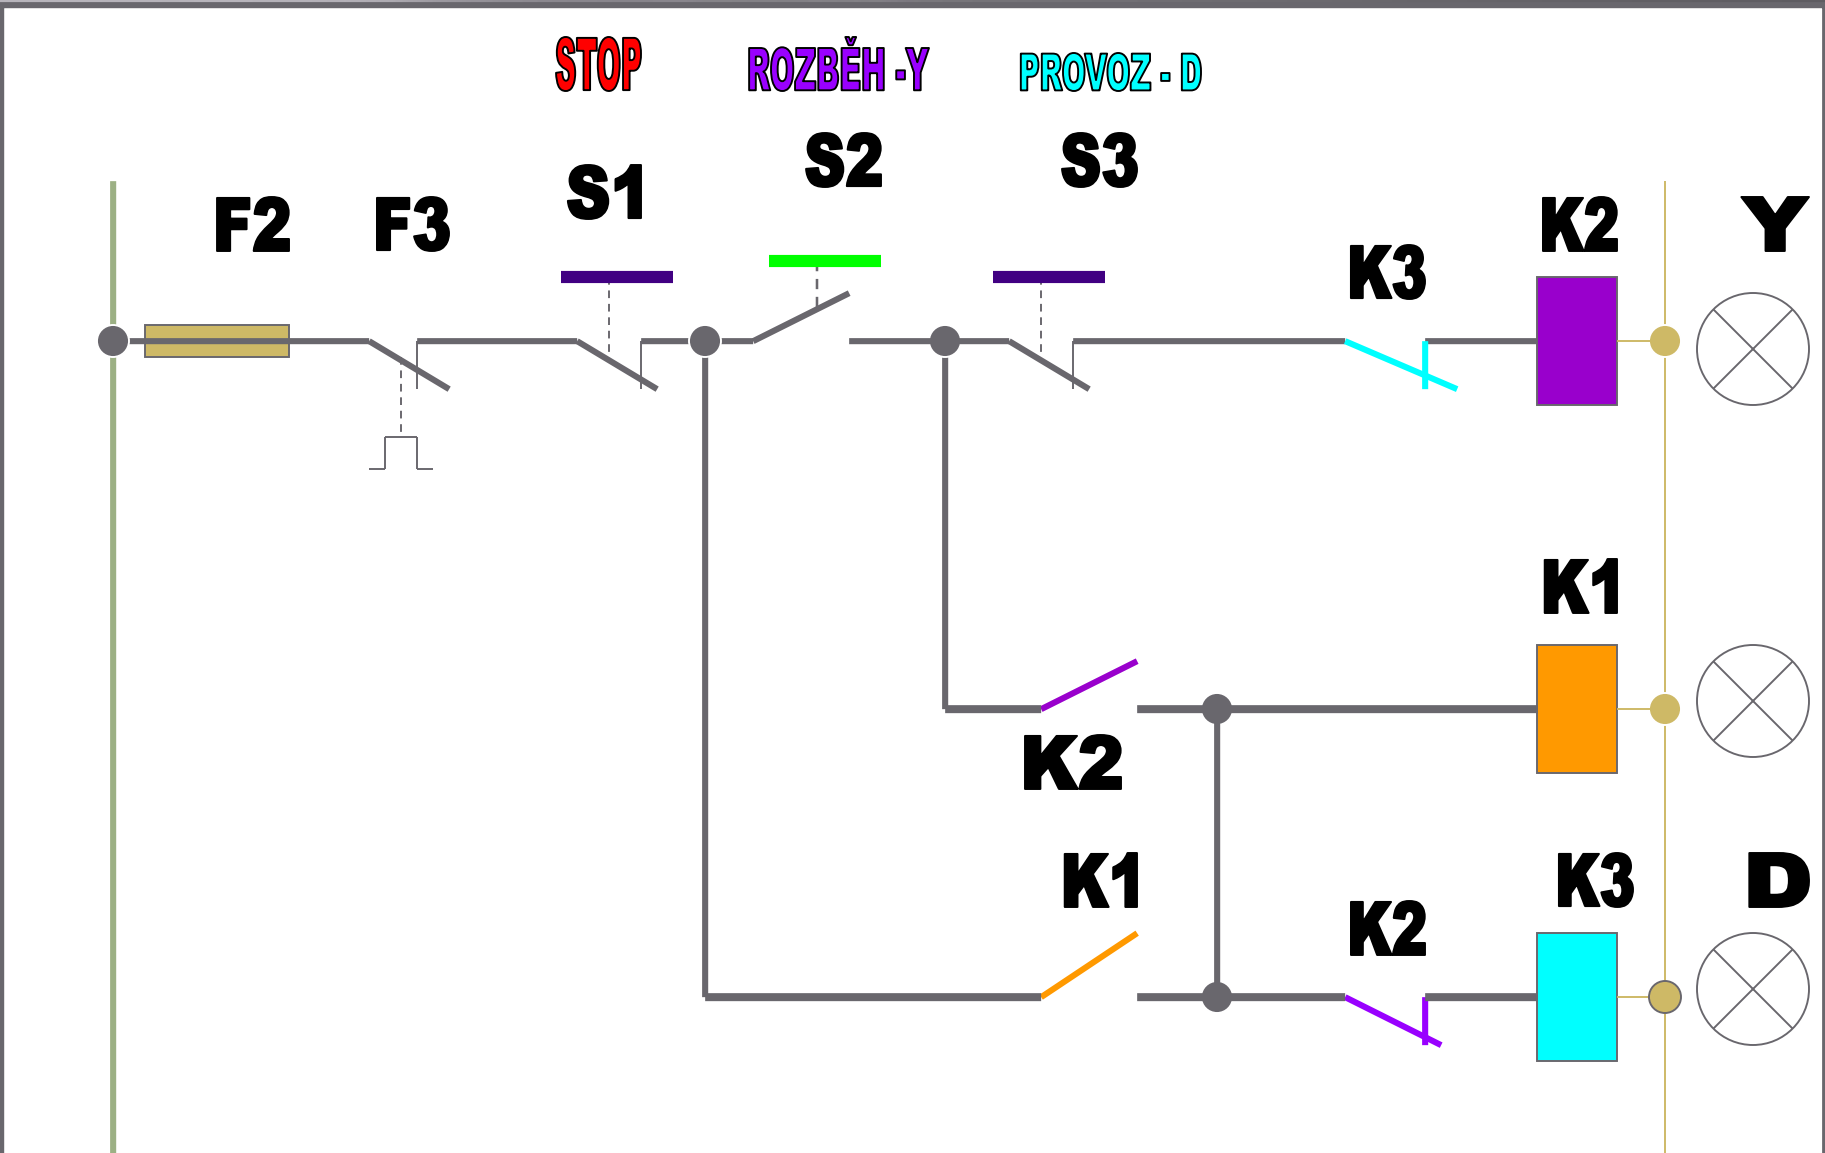 STOP
ROZBĚH -Y
PROVOZ - D
S1
S2
S3
F2
F3
K3
K2
Y
K1
K2
K1
K2
K3
D